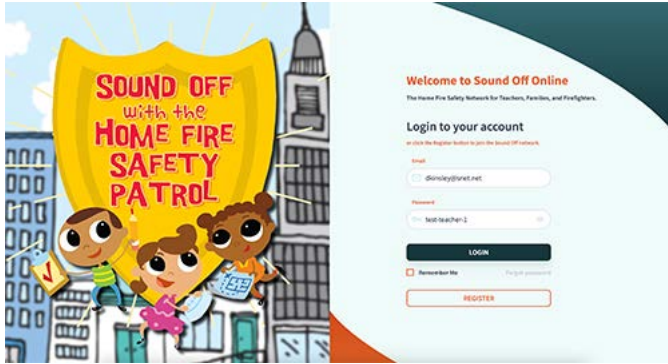 SOUND OFF
with the
HOME FIRE
SAFETY
PATROL
Welcome to Sound Off Online
The Home Fire Safety Network for Teachers, Families, and Firefighters.
Login to your account
or click the Register button to join the Sound Off network.
Email
dkinsley@snet.net
Password
test-teacher-1
LOGIN
Remember Me
Forgot password
REGISTER